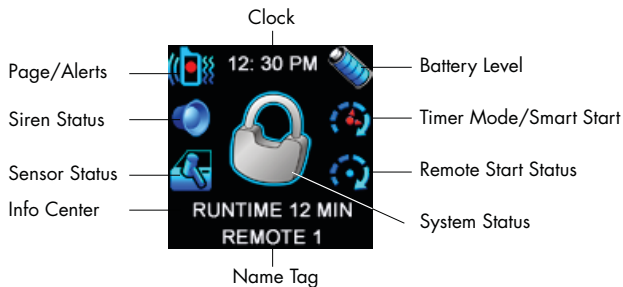 Clock
Page/Alerts
12: 30 PM
Battery Level
Siren Status
Timer Mode/Smart Start
Sensor Status
Remote Start Status
Info Center
RUNTIME 12 MIN
System Status
REMOTE 1
Name Tag